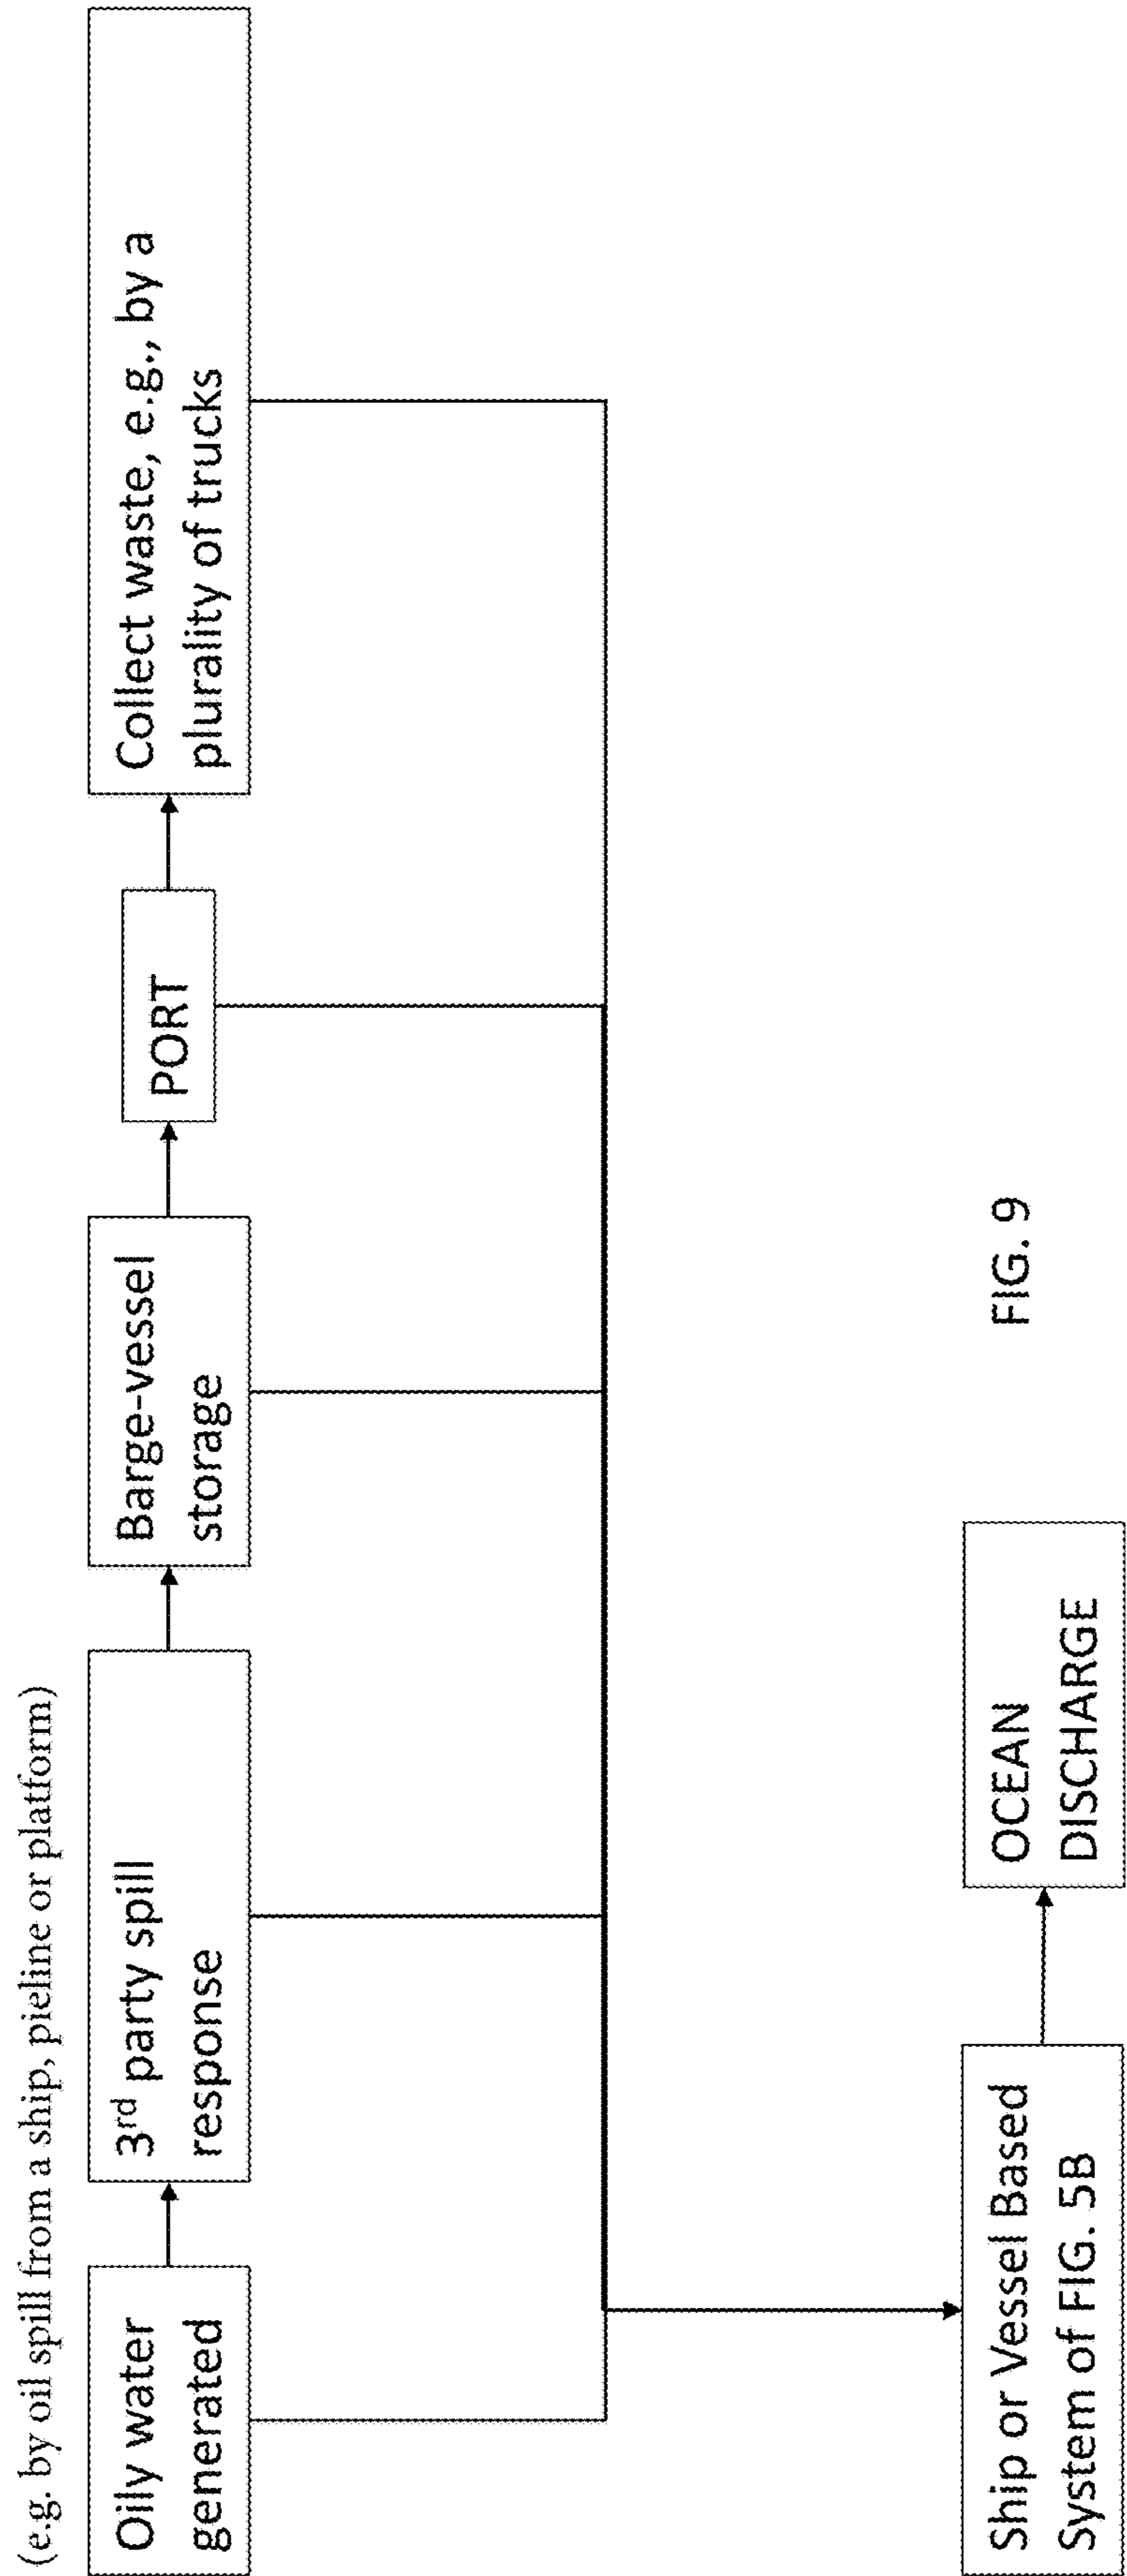 (e.g. by oil spill from a ship, pieline or platform)
Oily water
generated
3rd party spill
response
Barge-vessel
storage
PORT
Collect waste, e.g., by a
plurality of trucks
Ship or Vessel Based
System of FIG. 5B
OCEAN
DISCHARGE
FIG. 9